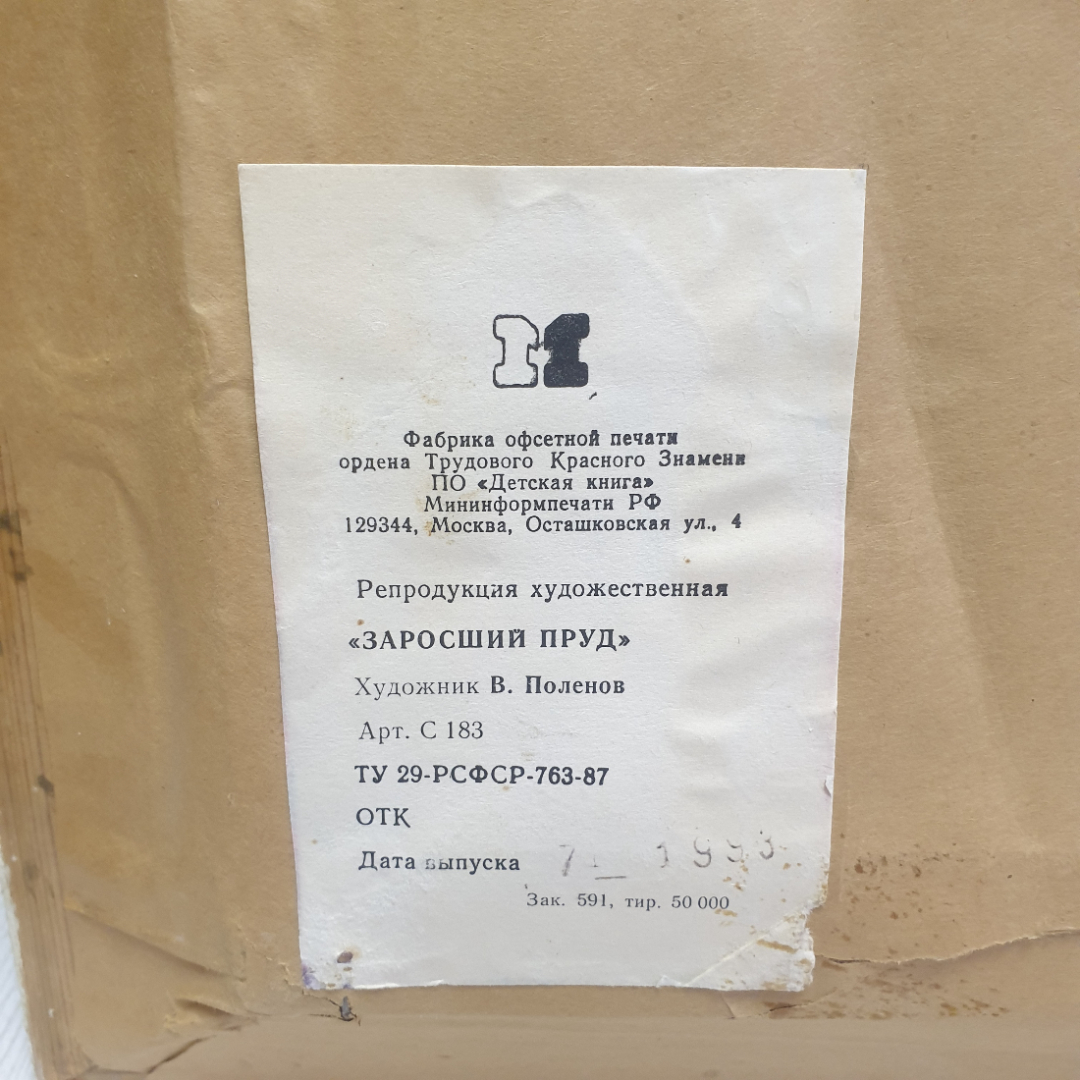 Фабрика офсетной печати
ордена Трудового Красного Знамени
ПО «Детская книга»
Мининформпечати РФ
129344, Москва, Осташковская ул., 4
Репродукция художественная
«ЗАРОСШИЙ ПРУД»
Художник В. Поленов
Арт. С 183
ТУ 29-РСФСР-763-87
ОТК
Дата выпуска 1993
Зак. 591, тир. 50 000